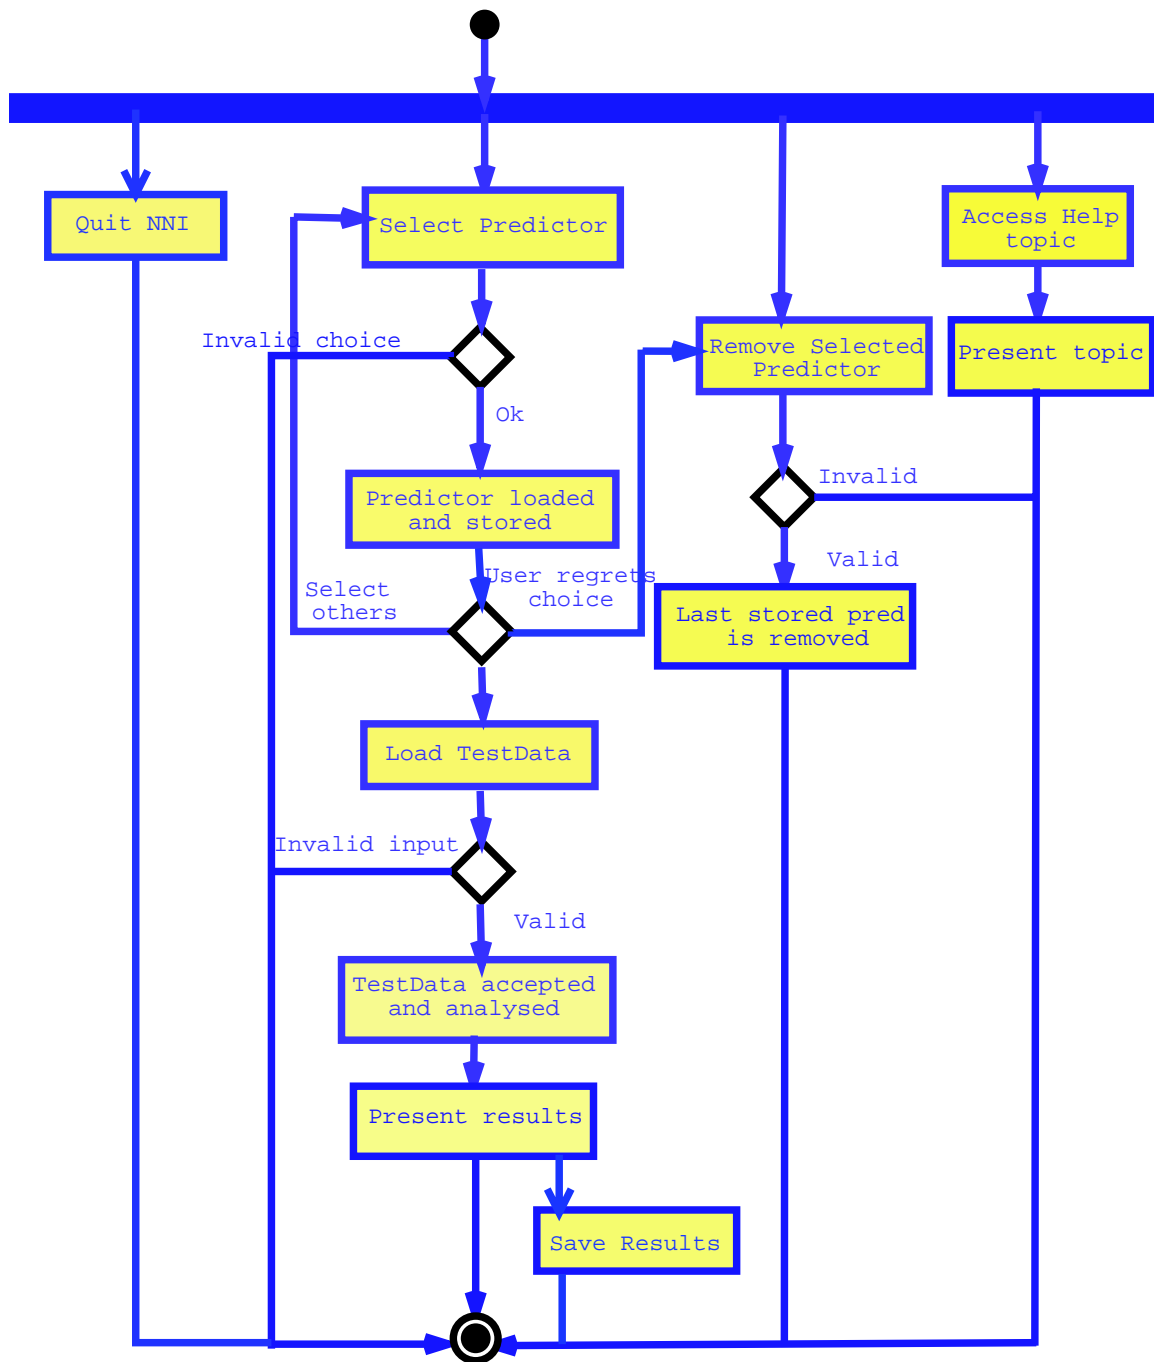 Quit NNI
Select Predictor
Access Help
topic
Invalid choice
Remove Selected
Predictor
Present topic
Ok
Invalid
Predictor loaded
and stored
Valid
User regrets
choice
Select
others
Last stored pred
is removed
Load TestData
Invalid input
Valid
TestData accepted
and analysed
Present results
Save Results